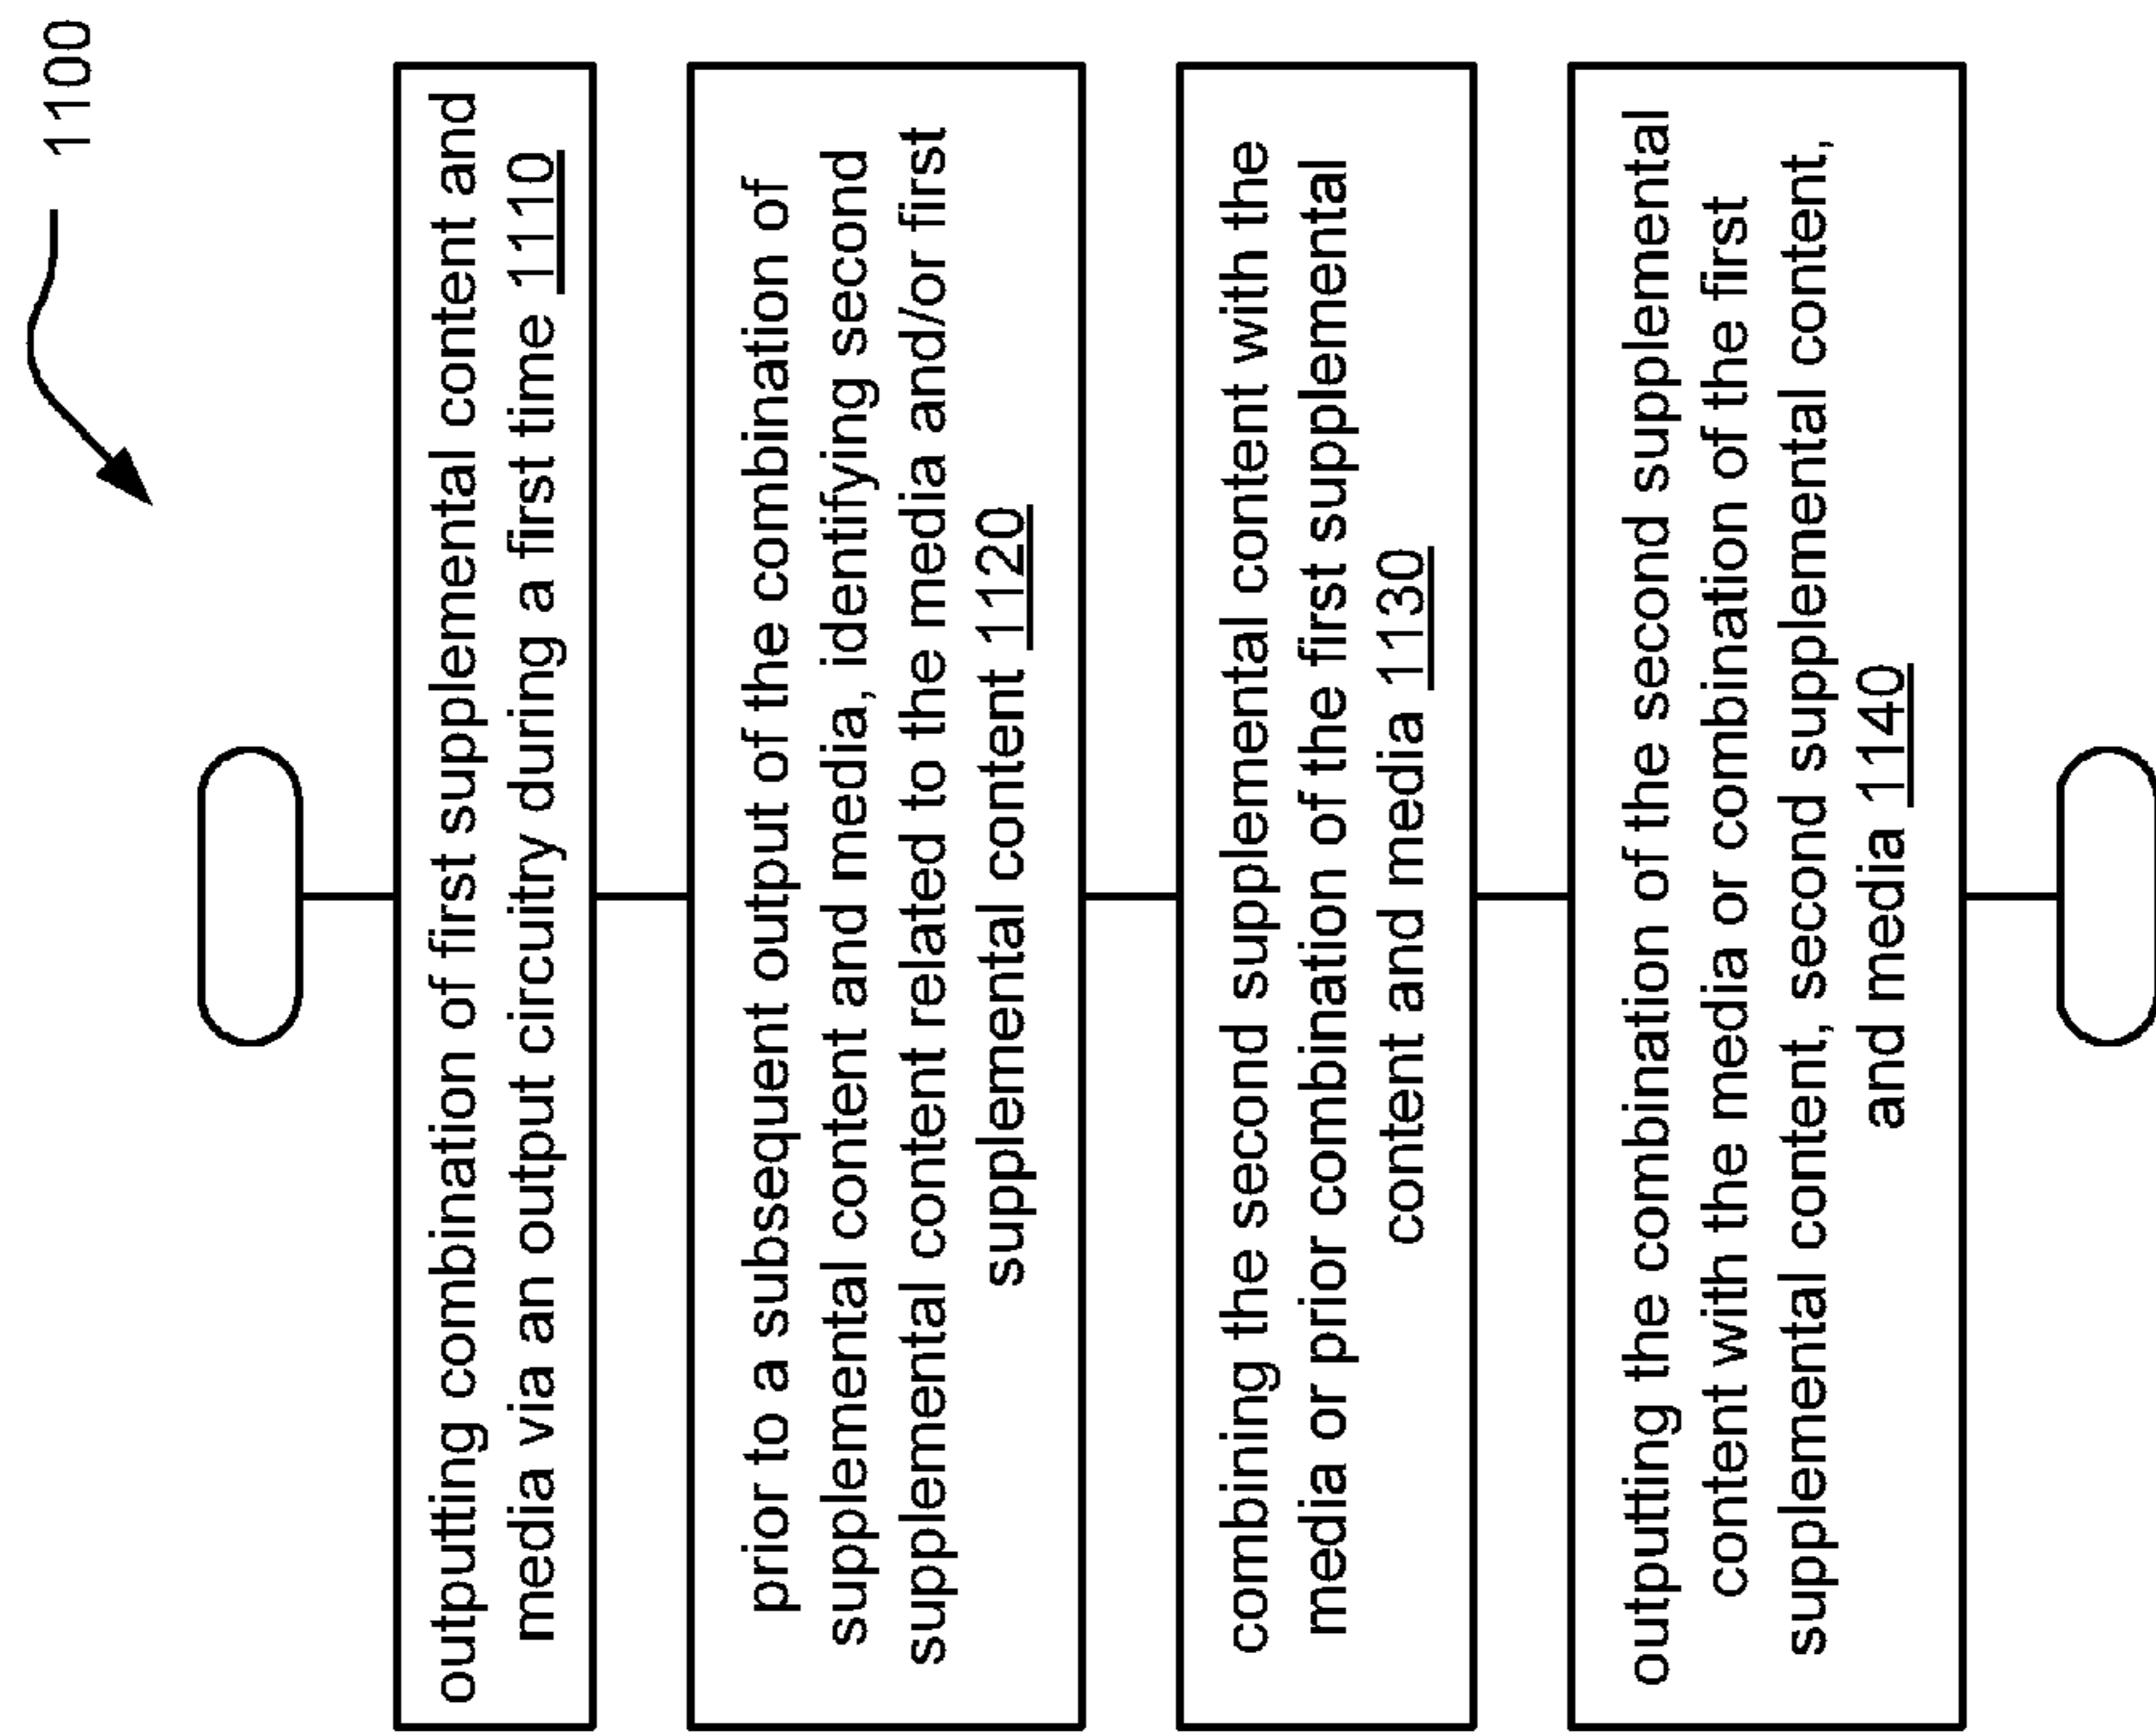 1100
outputting combination of first supplemental content and
media via an output circuitry during a first time 1110
prior to a subsequent output of the combination of
supplemental content and media, identifying second
supplemental content related to the media and/or first
supplemental content 1120
combining the second supplemental content with the
media or prior combination of the first supplemental
content and media 1130
outputting the combination of the second supplemental
content with the media or combination of the first
supplemental content, second supplemental content,
and media 1140